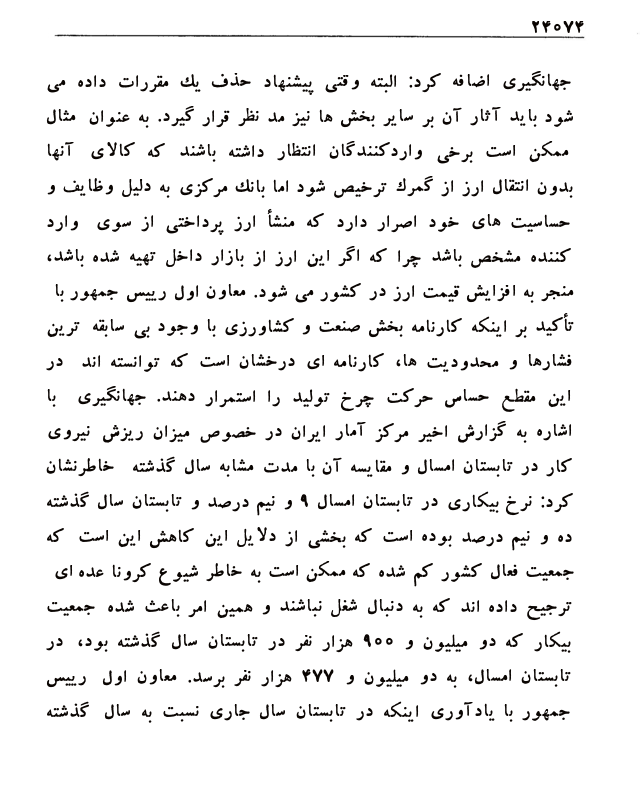 ۲۴۰۷۴
جهانگیری اضافه کرد: البته وقتی پیشنهاد حذف یك مقررات داده می
شود باید آثار آن بر سایر بخش ها نیز مد نظر قرار گیرد. به عنوان مثال
ممکن است برخی واردکنندگان انتظار داشته باشند که کالای آنها
بدون انتقال ارز از گمرك ترخیص شود اما بانك مرکزی به دلیل وظایف و
حساسیت های خود اصرار دارد که منشأ ارز پرداختی از سوی وارد
کننده مشخص باشد چرا که اگر این ارز از بازار داخل تهیه شده باشد،
منجر به افزایش قیمت ارز در کشور می شود. معاون اول رییس جمهور با
تأکید بر اینکه کارنامه بخش صنعت و کشاورزی با وجود بی سابقه ترین
فشارها و محدودیت ها، کارنامه ای درخشان است که توانسته اند در
این مقطع حساس حرکت چرخ تولید را استمرار دهند. جهانگیری با
اشاره به گزارش اخیر مرکز آمار ایران در خصوص میزان ریزش نیروی
کار در تابستان امسال و مقایسه آن با مدت مشابه سال گذشته خاطرنشان
کرد: نرخ بیکاری در تابستان امسال ۹ و نیم درصد و تابستان سال گذشته
ده و نیم درصد بوده است که بخشی از دلایل این کاهش این است که
جمعیت فعال کشور کم شده که ممکن است به خاطر شیوع کرونا عده ای
ترجیح داده اند که به دنبال شغل نباشند و همین امر باعث شده جمعیت
بیکار که دو میلیون و ۹۰۰ هزار نفر در تابستان سال گذشته بود، در
تابستان امسال، به دو میلیون و ۴۷۷ هزار نفر برسد. معاون اول رییس
جمهور با یادآوری اینکه در تابستان سال جاری نسبت به سال گذشته